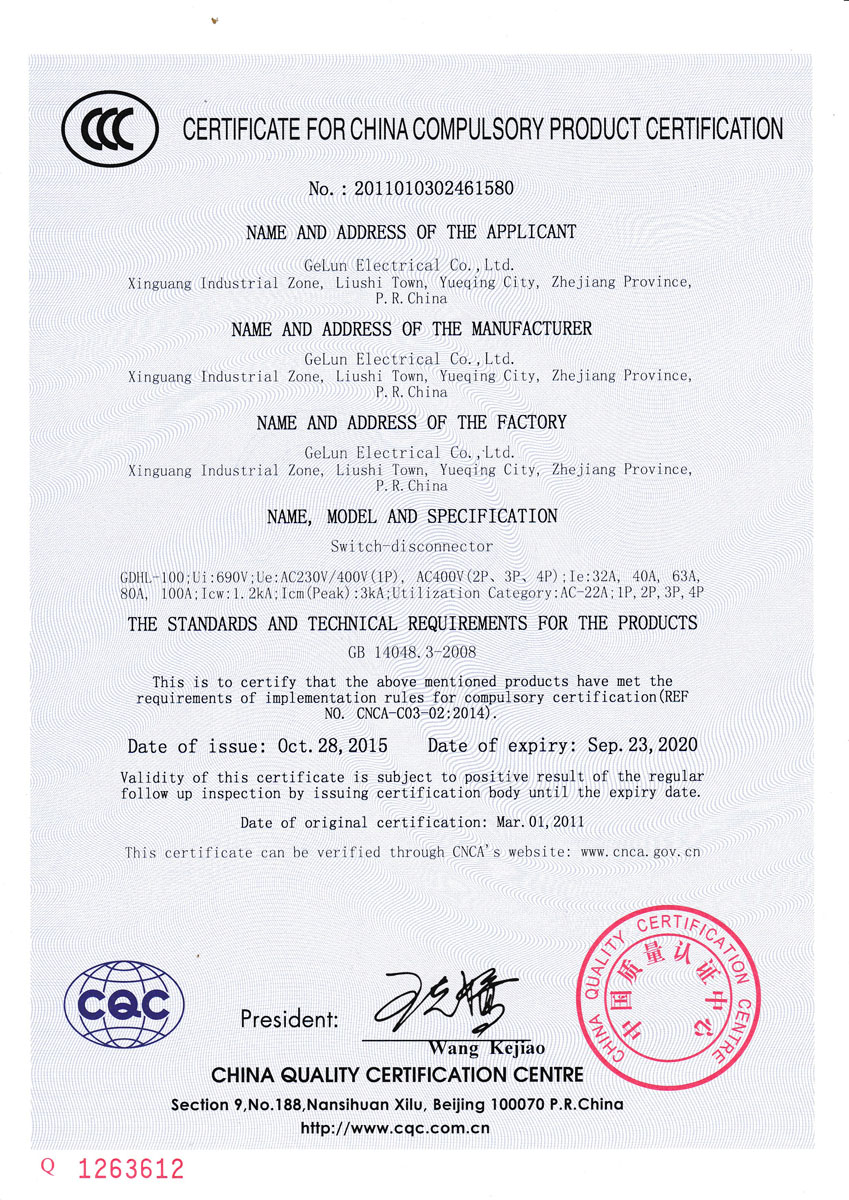 CCC
CERTIFICATE FOR CHINA COMPULSORY PRODUCT CERTIFICATION
No. : 2011010302461580
NAME AND ADDRESS OF THE APPLICANT
GeLun Electrical Co.,Ltd.
Xinguang Industrial Zone, Liushi Town, Yueqing City, Zhejiang Province,
P.R.China
NAME AND ADDRESS OF THE MANUFACTURER
GeLun Electrical Co.,Ltd.
Xinguang Industrial Zone, Liushi Town, Yueqing City, Zhejiang Province,
P.R.China
NAME AND ADDRESS OF THE FACTORY
GeLun Electrical Co.,Ltd.
Xinguang Industrial Zone, Liushi Town, Yueqing City, Zhejiang Province,
P.R.China
NAME, MODEL AND SPECIFICATION
Switch-disconnector
GDHL-100;Ui:690V;Ue:AC230V/400V(1P), AC400V(2P、3P、4P);Ie:32A, 40A, 63A,
80A, 100A;Icw:1.2kA;Icm(Peak):3kA;Utilization Category:AC-22A;1P,2P,3P,4P
THE STANDARDS AND TECHNICAL REQUIREMENTS FOR THE PRODUCTS
GB 14048.3-2008
This is to certify that the above mentioned products have met the
requirements of implementation rules for compulsory certification(REF
NO. CNCA-C03-02:2014).
Date of issue: Oct.28,2015 Date of expiry: Sep.23,2020
Validity of this certificate is subject to positive result of the regular
follow up inspection by issuing certification body until the expiry date.
Date of original certification: Mar.01,2011
This certificate can be verified through CNCA's website: www.cnca.gov.cn
CHINA QUALITY CERTIFICATION CENTRE
中国质量认证中心
CQC
President:
Wang Kejiao
CHINA QUALITY CERTIFICATION CENTRE
Section 9,No.188,Nansihuan Xilu, Beijing 100070 P.R.China
http://www.cqc.com.cn
Q 1263612